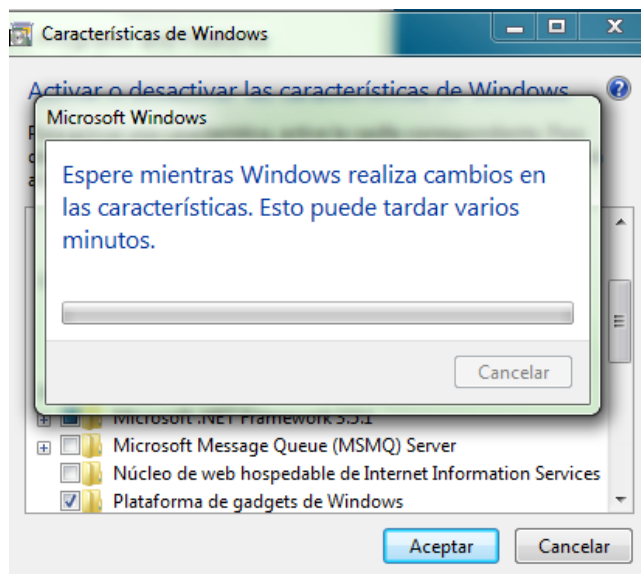 Características de Windows
Activar o desactivar las características de Windows
Microsoft Windows
Espere mientras Windows realiza cambios en
las características. Esto puede tardar varios
minutos.
Cancelar
Microsoft .NET Framework 3.5.1
Microsoft Message Queue (MSMQ) Server
Núcleo de web hospedable de Internet Information Services
Plataforma de gadgets de Windows
Aceptar
Cancelar